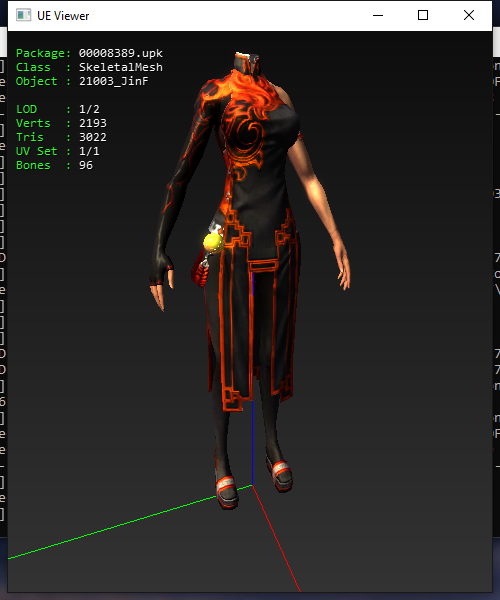 UE Viewer
Package: 00008389.upk
Class : SkeletalMesh
Object : 21003_JinF
LOD : 1/2
Verts : 2193
Tris : 3022
UV Set : 1/1
Bones : 96